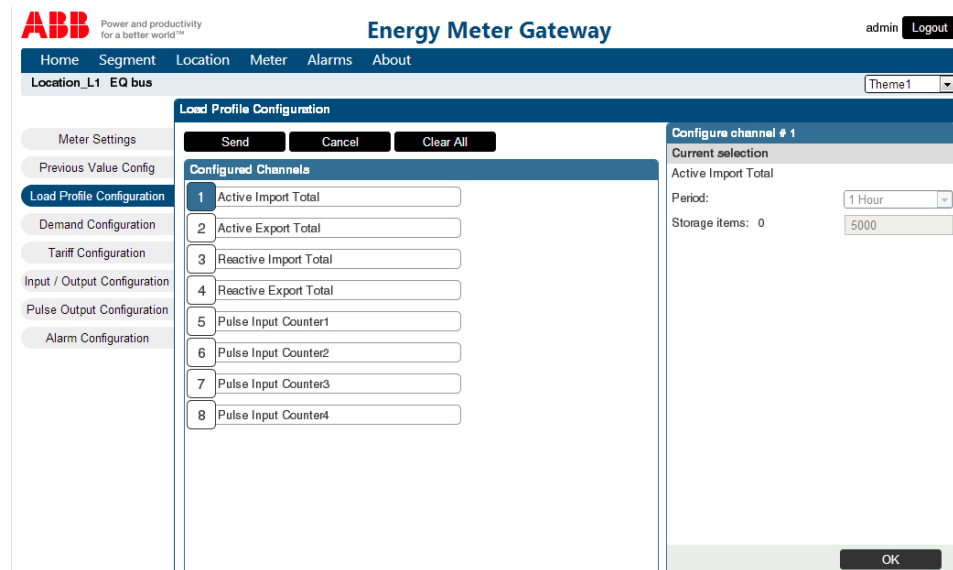 ABB
Power and productivity
for a better world™
Energy Meter Gateway
admin
Logout
Home Segment Location Meter Alarms About
Location_L1 EQ bus
Theme1
Load Profile Configuration
Meter Settings
Previous Value Config
Load Profile Configuration
Demand Configuration
Tariff Configuration
Input / Output Configuration
Pulse Output Configuration
Alarm Configuration
Send Cancel Clear All
Configured Channels
1 Active Import Total
2 Active Export Total
3 Reactive Import Total
4 Reactive Export Total
5 Pulse Input Counter1
6 Pulse Input Counter2
7 Pulse Input Counter3
8 Pulse Input Counter4
Configure channel # 1
Current selection
Active Import Total
Period: 1 Hour
Storage items: 0 5000
OK